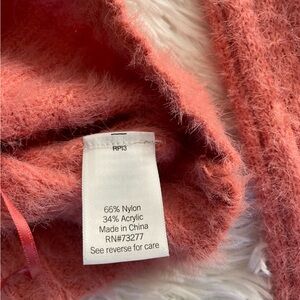 RP13
66% Nylon
34% Acrylic
Made in China
RN#73277
See reverse for care